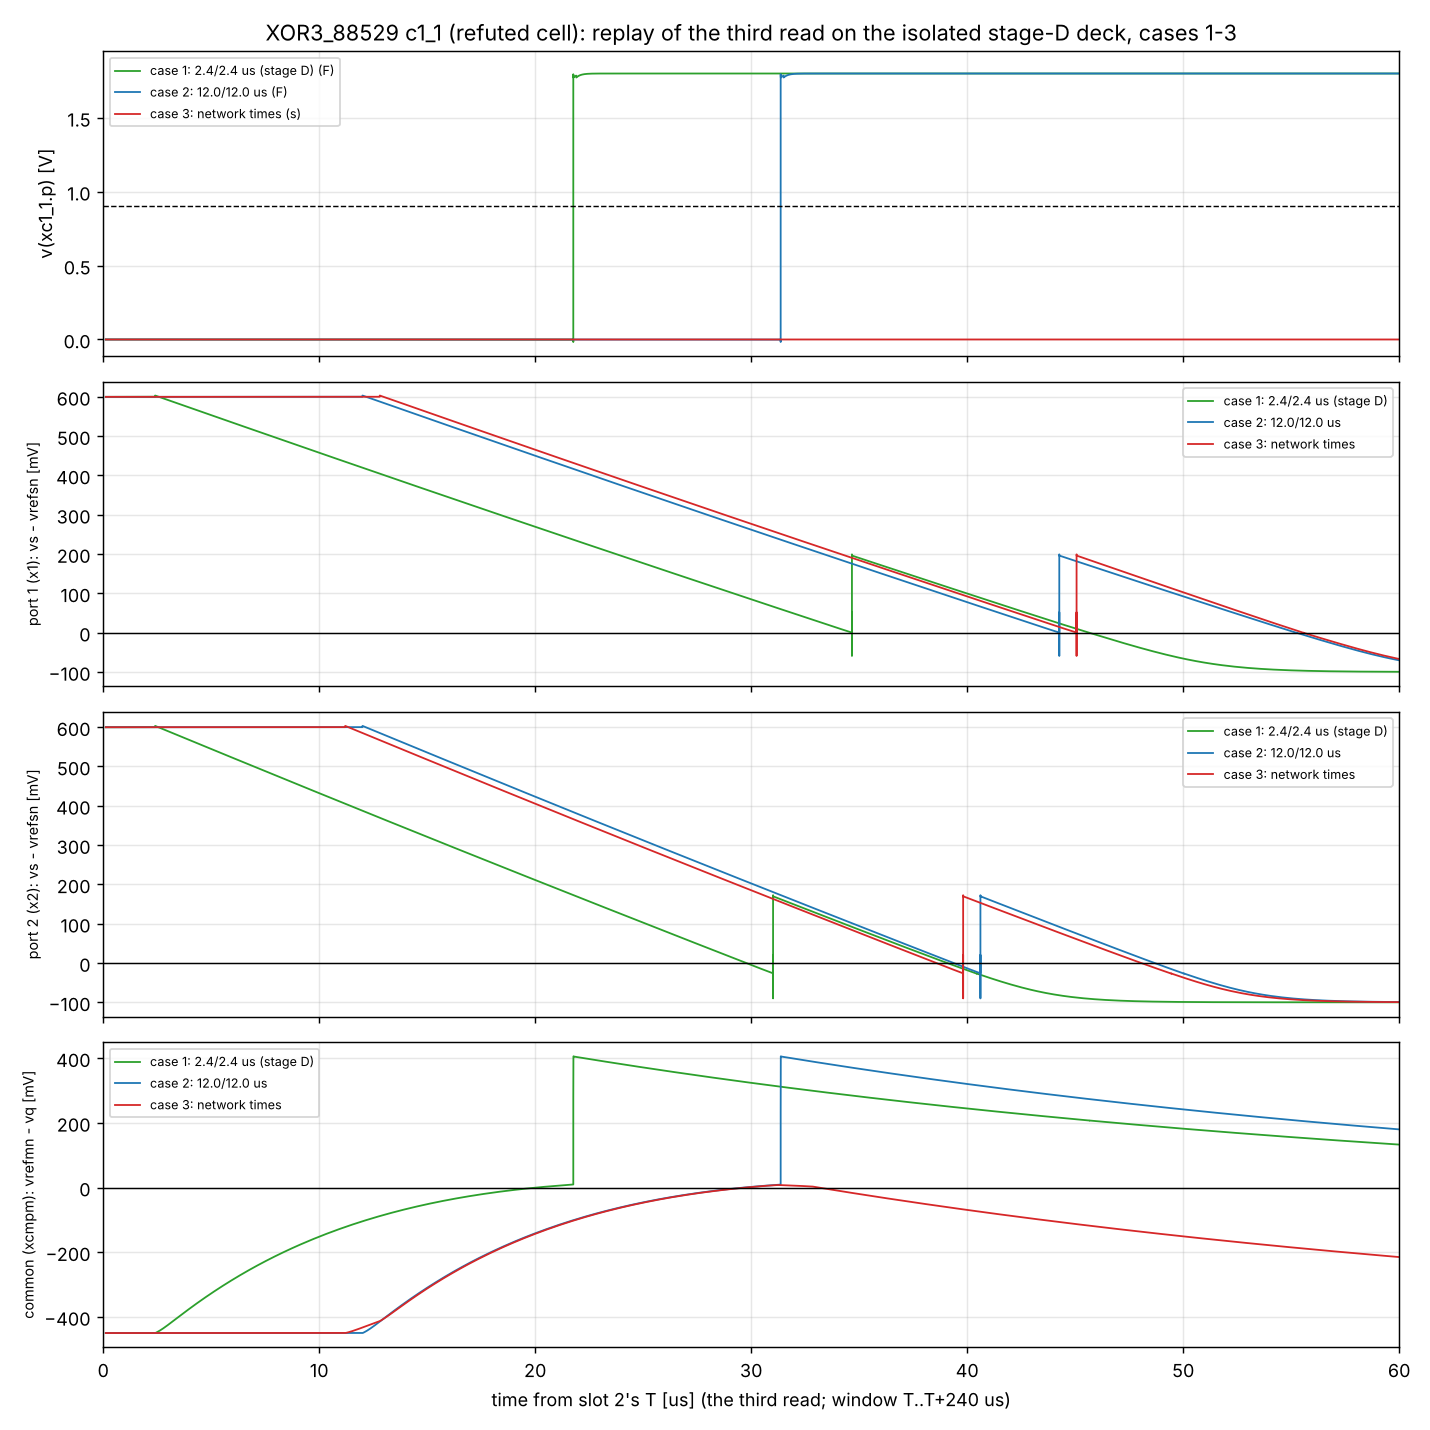 XOR3_88529 c1_1 (refuted cell): replay of the third read on the isolated stage-D deck, cases 1-3
case 1: 2.4/2.4 us (stage D) (F)
case 2: 12.0/12.0 us (F)
case 3: network times (s)
v(xc1_1.p) [V]
1.5
1.0
0.5
0.0
case 1: 2.4/2.4 us (stage D)
case 2: 12.0/12.0 us
case 3: network times
port 1 (x1): vs - vrefsn [mV]
600
500
400
300
200
100
0
−100
case 1: 2.4/2.4 us (stage D)
case 2: 12.0/12.0 us
case 3: network times
port 2 (x2): vs - vrefsn [mV]
600
500
400
300
200
100
0
−100
case 1: 2.4/2.4 us (stage D)
case 2: 12.0/12.0 us
case 3: network times
common (xcmpm): vrefmn - vq [mV]
400
200
0
−200
−400
0 10 20 30 40 50 60
time from slot 2's T [us] (the third read; window T..T+240 us)